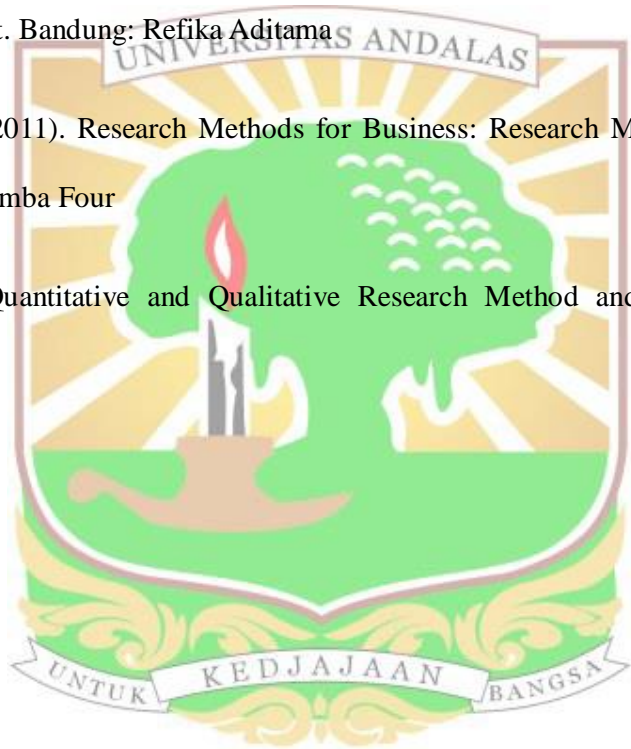 t. Bandung: Refika Aditama
UNIVERSITAS ANDALAS
2011). Research Methods for Business: Research M
mba Four
Quantitative and Qualitative Research Method and
UNTUK KEDJAJAAN BANGSA